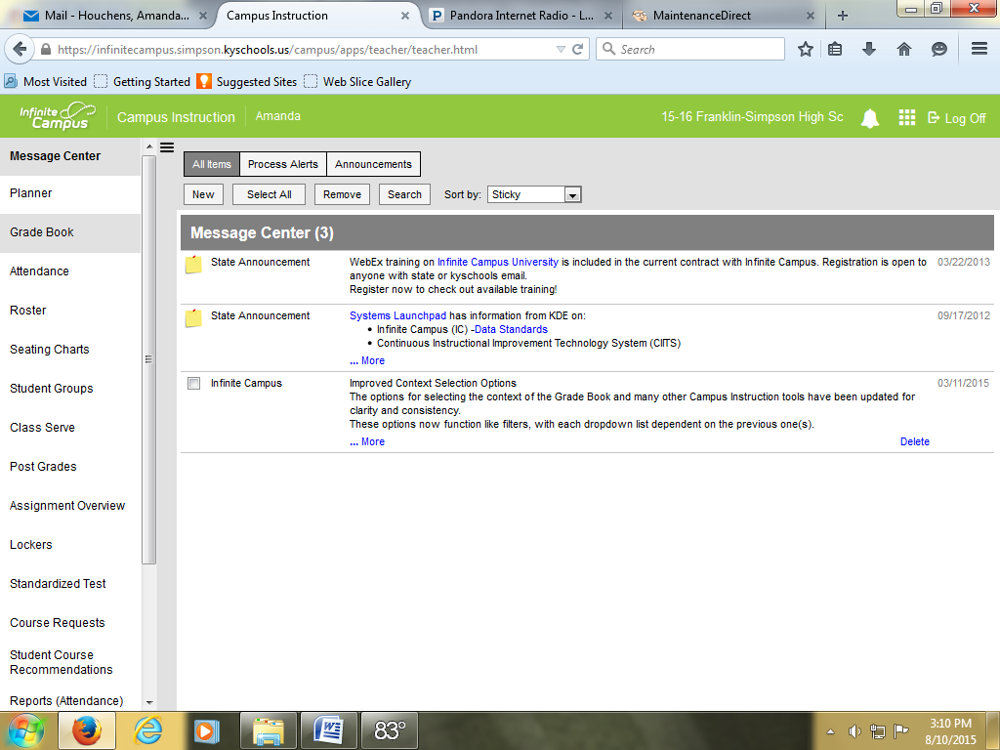 Mail - Houchens, Amanda...
Campus Instruction
Pandora Internet Radio - L...
MaintenanceDirect
https://infinitecampus.simpson.kyschools.us/campus/apps/teacher/teacher.html
Search
Most Visited
Getting Started
Suggested Sites
Web Slice Gallery
Infinite Campus
Campus Instruction
Amanda
15-16 Franklin-Simpson High Sc
Log Off
Message Center
Planner
Grade Book
Attendance
Roster
Seating Charts
Student Groups
Class Serve
Post Grades
Assignment Overview
Lockers
Standardized Test
Course Requests
Student Course
Recommendations
Reports (Attendance)
All Items
Process Alerts
Announcements
New
Select All
Remove
Search
Sort by:
Sticky
Message Center (3)
State Announcement
WebEx training on Infinite Campus University is included in the current contract with Infinite Campus. Registration is open to
anyone with state or kyschools email.
Register now to check out available training!
03/22/2013
State Announcement
Systems Launchpad has information from KDE on:
• Infinite Campus (IC) -Data Standards
• Continuous Instructional Improvement Technology System (CIITS)
... More
09/17/2012
Infinite Campus
Improved Context Selection Options
The options for selecting the context of the Grade Book and many other Campus Instruction tools have been updated for
clarity and consistency.
These options now function like filters, with each dropdown list dependent on the previous one(s).
... More
03/11/2015
Delete
83°
3:10 PM
8/10/2015